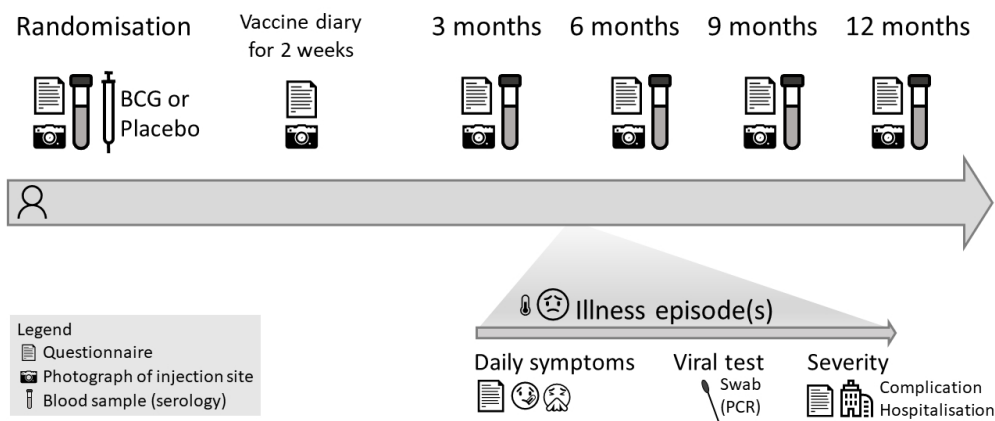 Randomisation
Vaccine diary
for 2 weeks
3 months
6 months
9 months
12 months
BCG or
Placebo
Illness episode(s)
Legend
Questionnaire
Photograph of injection site
Blood sample (serology)
Daily symptoms
Viral test
Swab
(PCR)
Severity
Complication
Hospitalisation